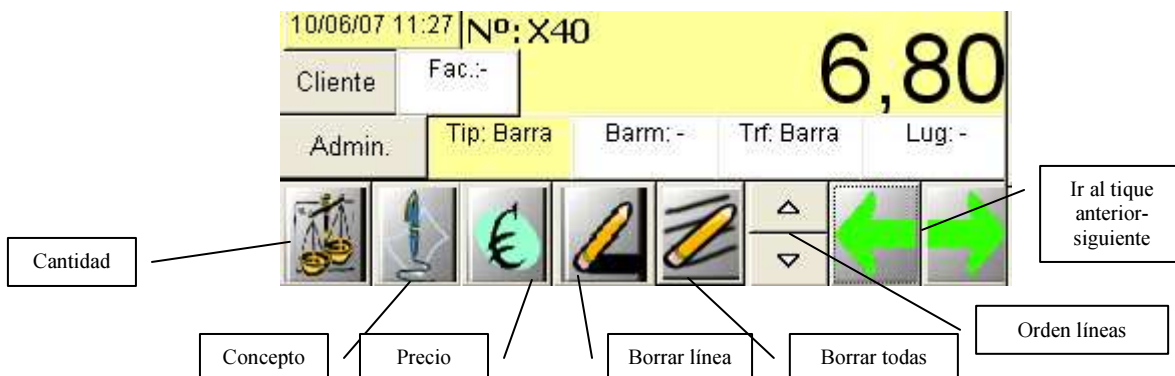 10/06/07 11:27 Nº: X40
6,80
Cliente Fac.:-
Admin. Tip: Barra Barm: - Trf: Barra Lug: -
€
Ir al tique
anterior-
siguiente
Cantidad
Orden líneas
Concepto Precio Borrar línea Borrar todas